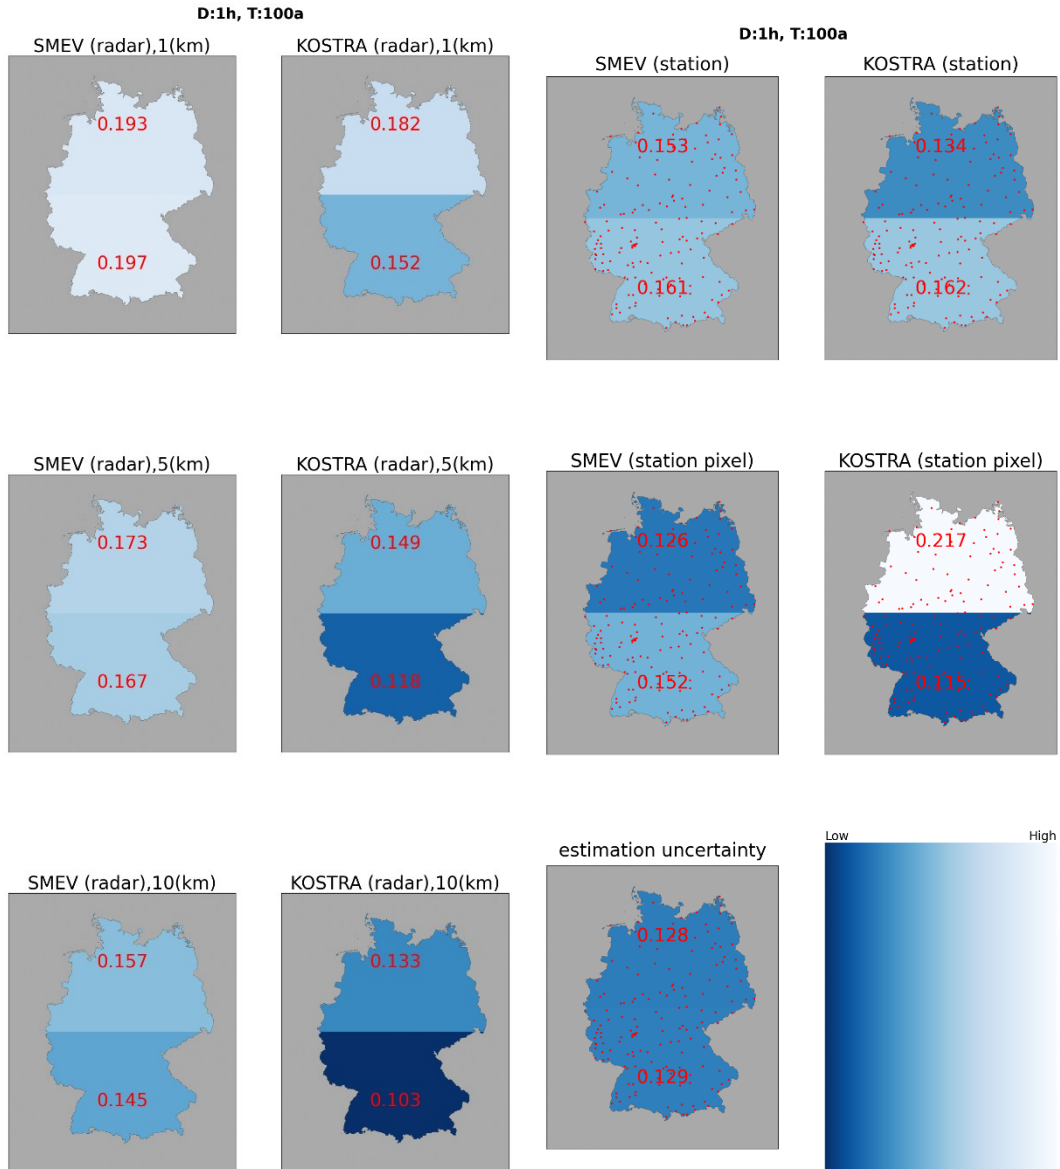 D:1h, T:100a
SMEV (radar),1(km)
KOSTRA (radar),1(km)
0.193
0.182
0.197
0.152
D:1h, T:100a
SMEV (station)
KOSTRA (station)
0.153
0.134
0.161
0.162
SMEV (radar),5(km)
KOSTRA (radar),5(km)
0.173
0.149
0.167
0.118
SMEV (station pixel)
KOSTRA (station pixel)
0.126
0.217
0.152
0.115
SMEV (radar),10(km)
KOSTRA (radar),10(km)
0.157
0.133
0.145
0.103
estimation uncertainty
0.128
0.129
Low
High